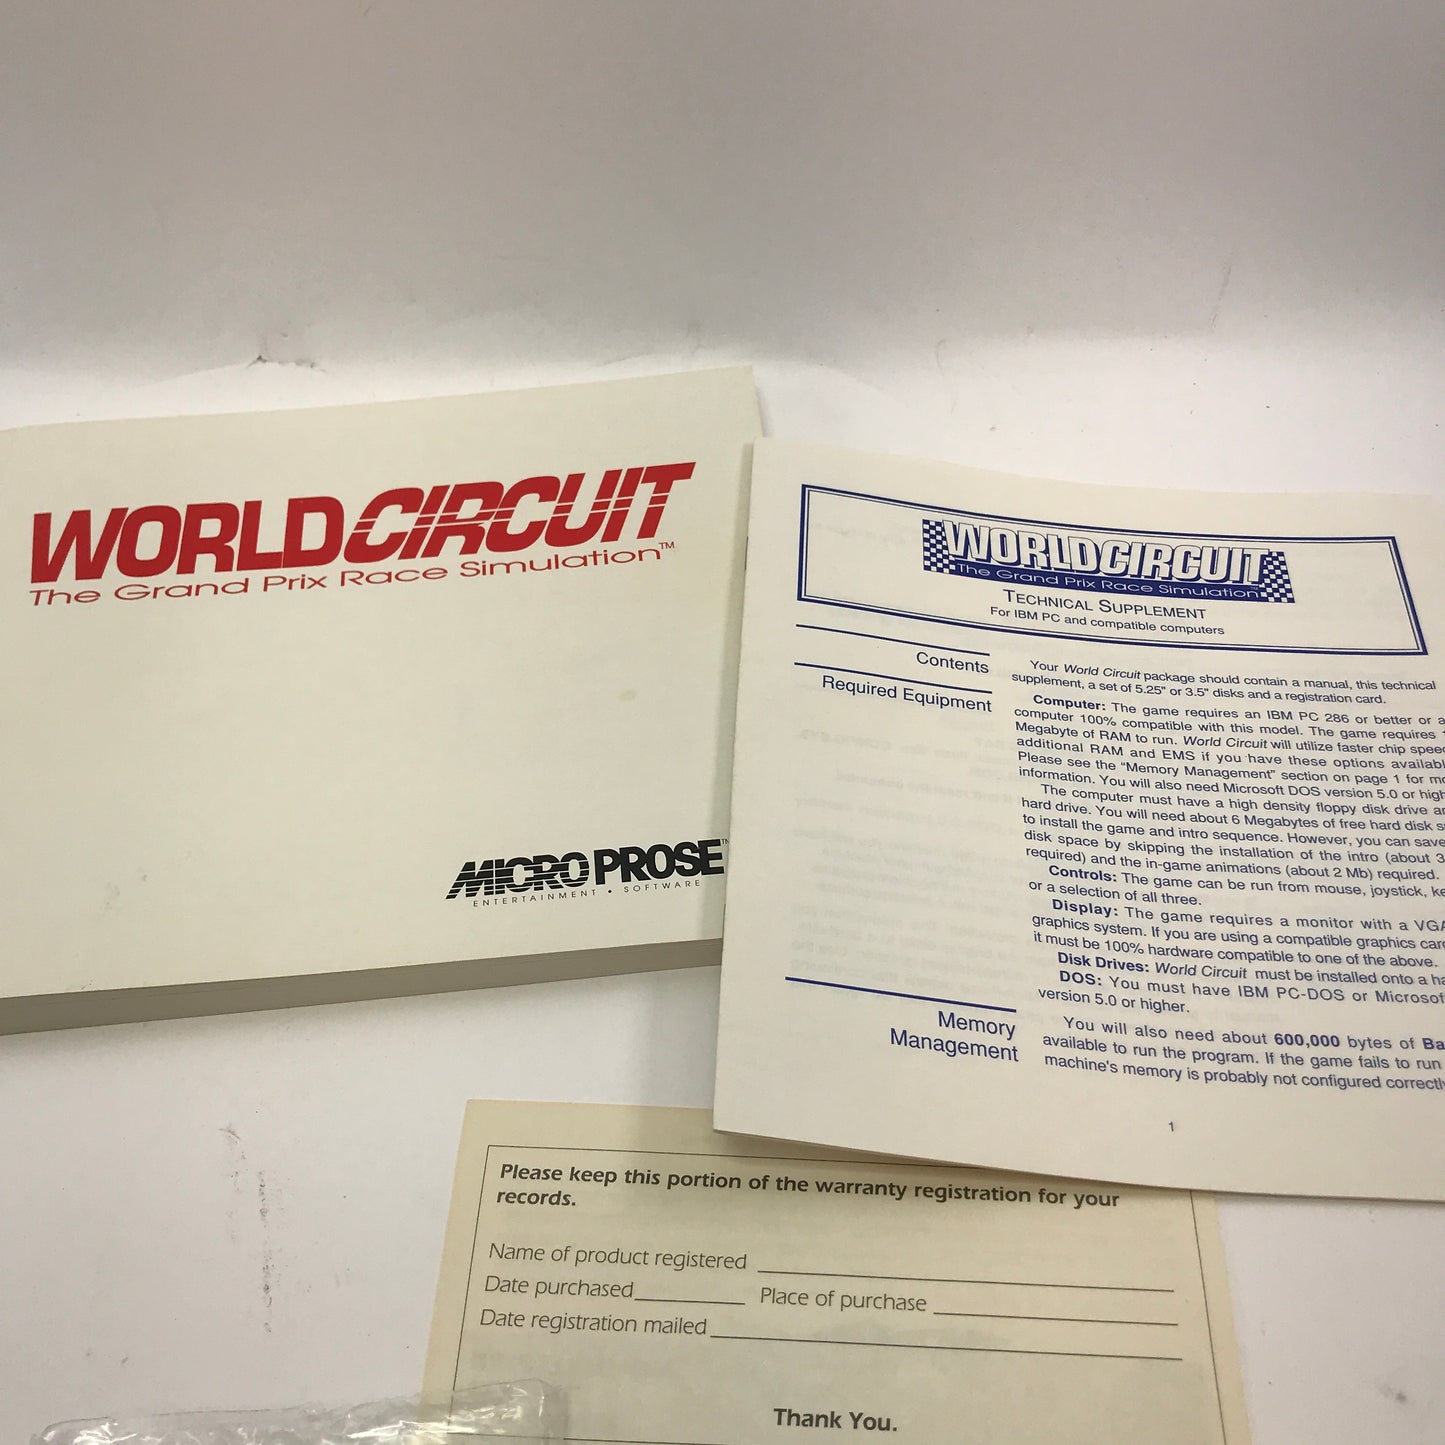 WORLDCIRCUIT
The Grand Prix Race Simulation™
MICROPROSE™
ENTERTAINMENT • SOFTWARE
WORLDCIRCUIT
The Grand Prix Race Simulation™
TECHNICAL SUPPLEMENT
For IBM PC and compatible computers
Contents
Your World Circuit package should contain a manual, this technical
supplement, a set of 5.25" or 3.5" disks and a registration card.
Required Equipment
Computer: The game requires an IBM PC 286 or better or a
computer 100% compatible with this model. The game requires 1
Megabyte of RAM to run. World Circuit will utilize faster chip
additional RAM and EMS if you have these options
Please see the "Memory Management" section on page 1 for
information. You will also need Microsoft DOS version 5.0 or
The computer must have a high density floppy disk drive
hard drive. You will need about 6 Megabytes of free hard disk
to install the game and intro sequence. However, you can save
disk space by skipping the installation of the intro (about 3
required) and the in-game animations (about 2 Mb) required.
Controls: The game can be run from mouse, joystick,
or a selection of all three.
Display: The game requires a monitor with a VGA
graphics system. If you are using a compatible graphics
it must be 100% hardware compatible to one of the above.
Disk Drives: World Circuit must be installed onto a
DOS: You must have IBM PC-DOS or
version 5.0 or higher.
Memory
Management
You will also need about 600,000 bytes of
available to run the program. If the game fails to run
machine's memory is probably not configured
1
Please keep this portion of the warranty registration for your
records.
Name of product registered
Date purchased Place of purchase
Date registration mailed
Thank You.